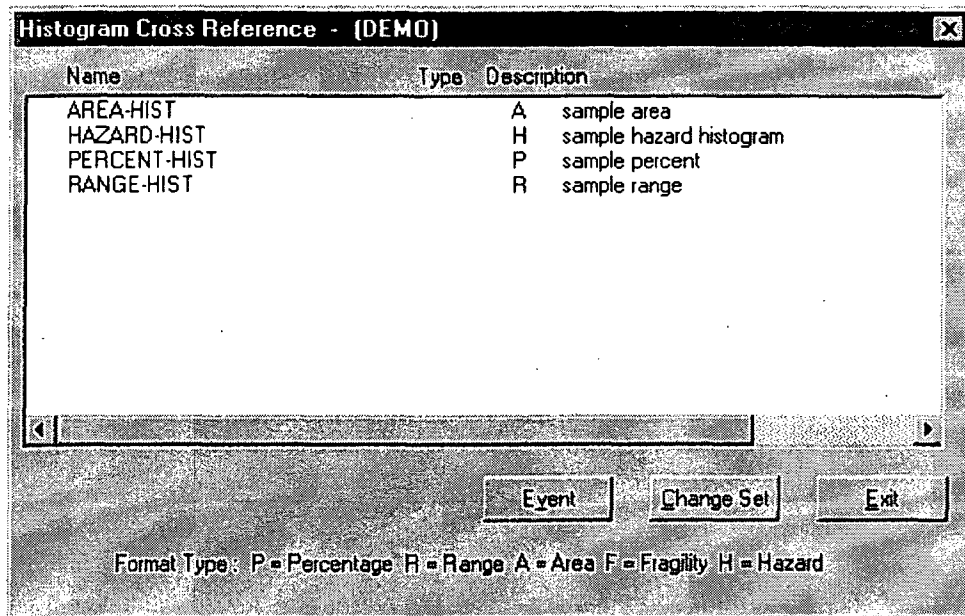 Histogram Cross Reference - (DEMO)
Name Type Description
AREA-HIST A sample area
HAZARD-HIST H sample hazard histogram
PERCENT-HIST P sample percent
RANGE-HIST R sample range
Event Change Set Exit
Format Type: P = Percentage R = Range A = Area F = Fragility H = Hazard